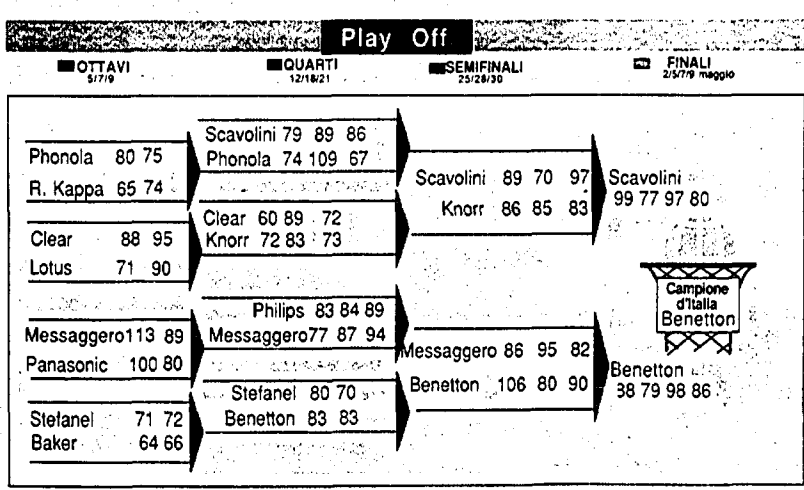 Play Off
OTTAVI
5/7/9
QUARTI
12/18/21
SEMIFINALI
25/28/30
FINALI
2/5/7/9 maggio
Phonola 80 75
R. Kappa 65 74
Clear 88 95
Lotus 71 90
Messaggero 113 89
Panasonic 100 80
Stefanel 71 72
Baker 64 66
Scavolini 79 89 86
Phonola 74 109 67
Clear 60 89 72
Knorr 72 83 73
Philips 83 84 89
Messaggero 77 87 94
Stefanel 80 70
Benetton 83 83
Scavolini 89 70 97
Knorr 86 85 83
Messaggero 86 95 82
Benetton 106 80 90
Scavolini
99 77 97 80
Benetton
38 79 98 86
Campione
d'Italia
Benetton